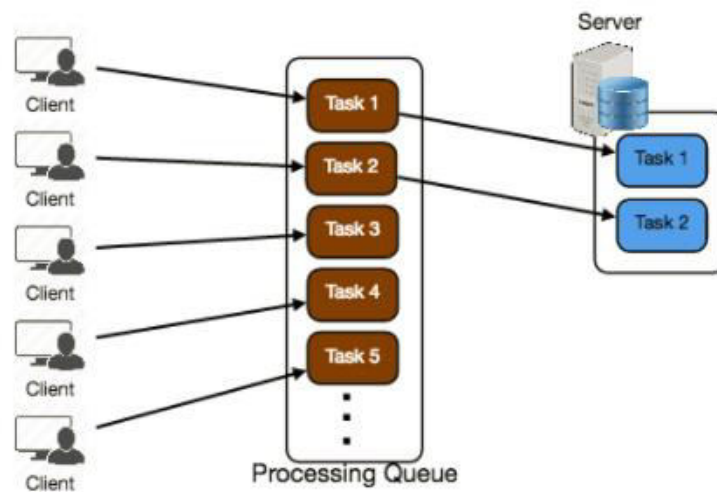 Server
Client
Client
Client
Client
Client
Task 1
Task 2
Task 3
Task 4
Task 5
Processing Queue
Task 1
Task 2